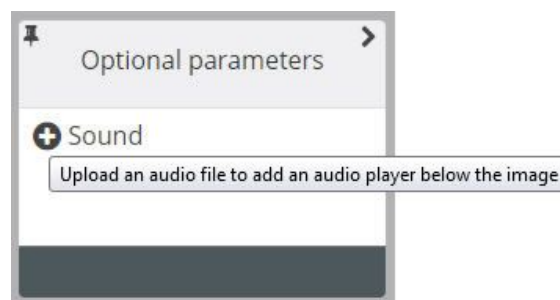 Optional parameters
Sound
Upload an audio file to add an audio player below the image